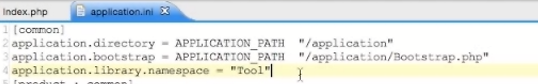 index.php application.ini
1 [common]
2 application.directory = APPLICATION_PATH "/application"
3 application.bootstrap = APPLICATION_PATH "/application/Bootstrap.php"
4 application.library.namespace = "Tool"